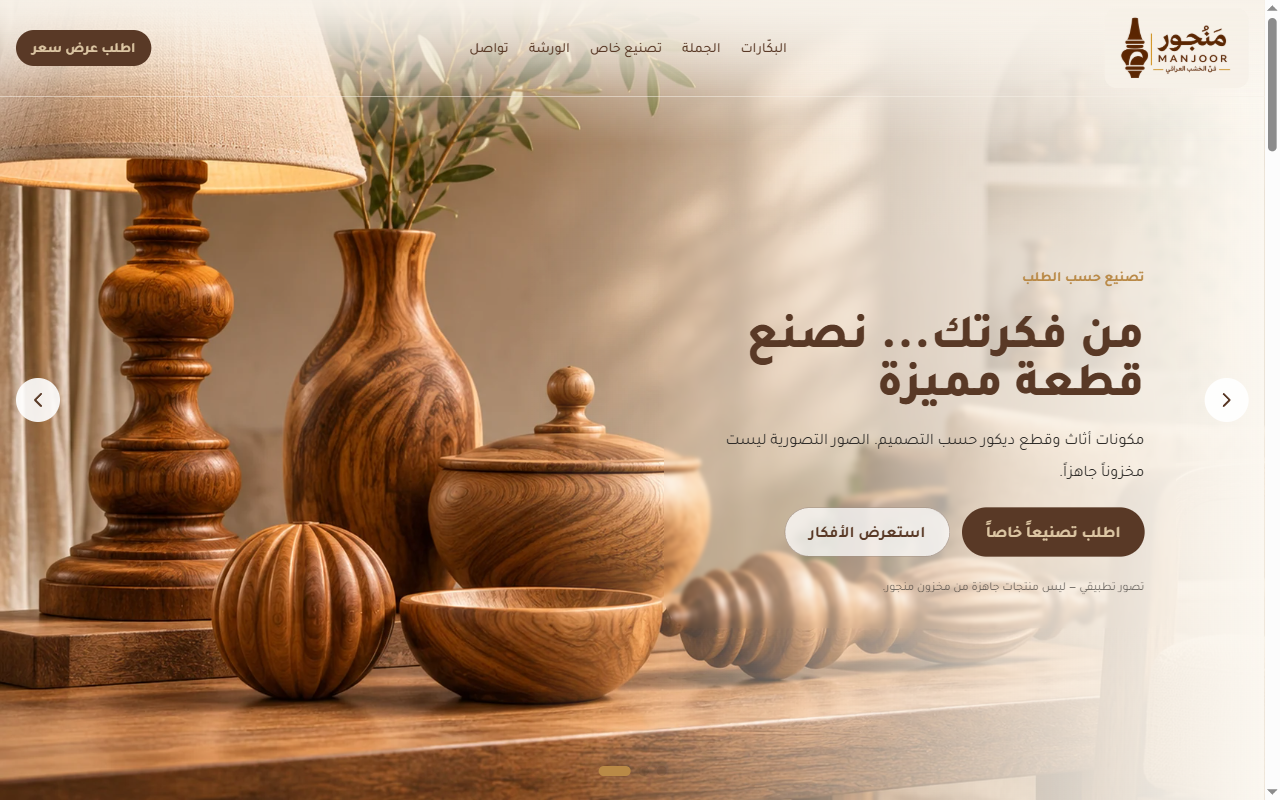 مَنْجور
MANJOOR
فنّ الخشب العراقي
البكّارات
الجملة
تصنيع خاص
الورشة
تواصل
اطلب عرض سعر
تصنيع حسب الطلب
من فكرتك... نصنع
قطعة مميزة
مكونات أثاث وقطع ديكور حسب التصميم. الصور التصورية ليست
مخزوناً جاهزاً.
اطلب تصنيعاً خاصاً
استعرض الأفكار
تصور تطبيقي – ليس منتجات جاهزة من مخزون منجور.